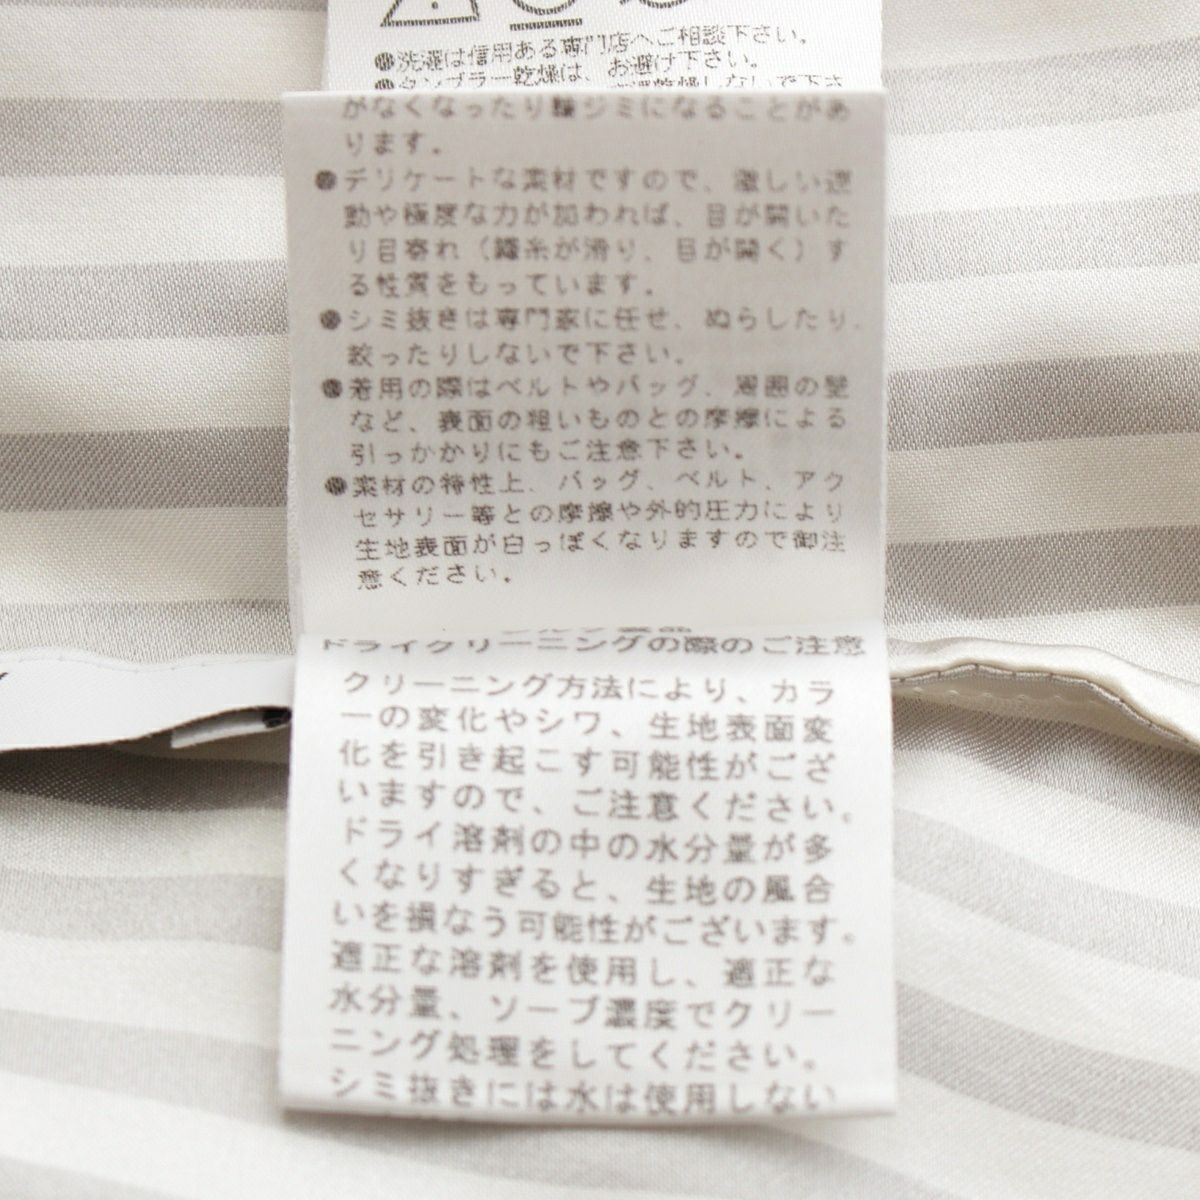 ●洗濯は信用ある専門店へご相談下さい。
●タンブラー乾燥は、お避け下さい。
がなくなったり輪ジミになることがあ
ります。
●デリケートな素材ですので、激しい運
動や極度な力が加われば、目が開いた
り目寄れ（織糸が滑り、目が開く）す
る性質をもっています。
●シミ抜きは専門家に任せ、ぬらしたり、
絞ったりしないで下さい。
●着用の際はベルトやバッグ、周囲の壁
など、表面の粗いものとの摩擦による
引っかかりにもご注意下さい。
●素材の特性上、バッグ、ベルト、アク
セサリー等との摩擦や外的圧力により
生地表面が白っぽくなりますので御注
意ください。
ドライクリーニングの際のご注意
クリーニング方法により、カラ
ーの変化やシワ、生地表面変
化を引き起こす可能性がござ
いますので、ご注意ください。
ドライ溶剤の中の水分量が多
くなりすぎると、生地の風合
いを損なう可能性がございます。
適正な溶剤を使用し、適正な
水分量、ソープ濃度でクリー
ニング処理をしてください。
シミ抜きには水は使用しない